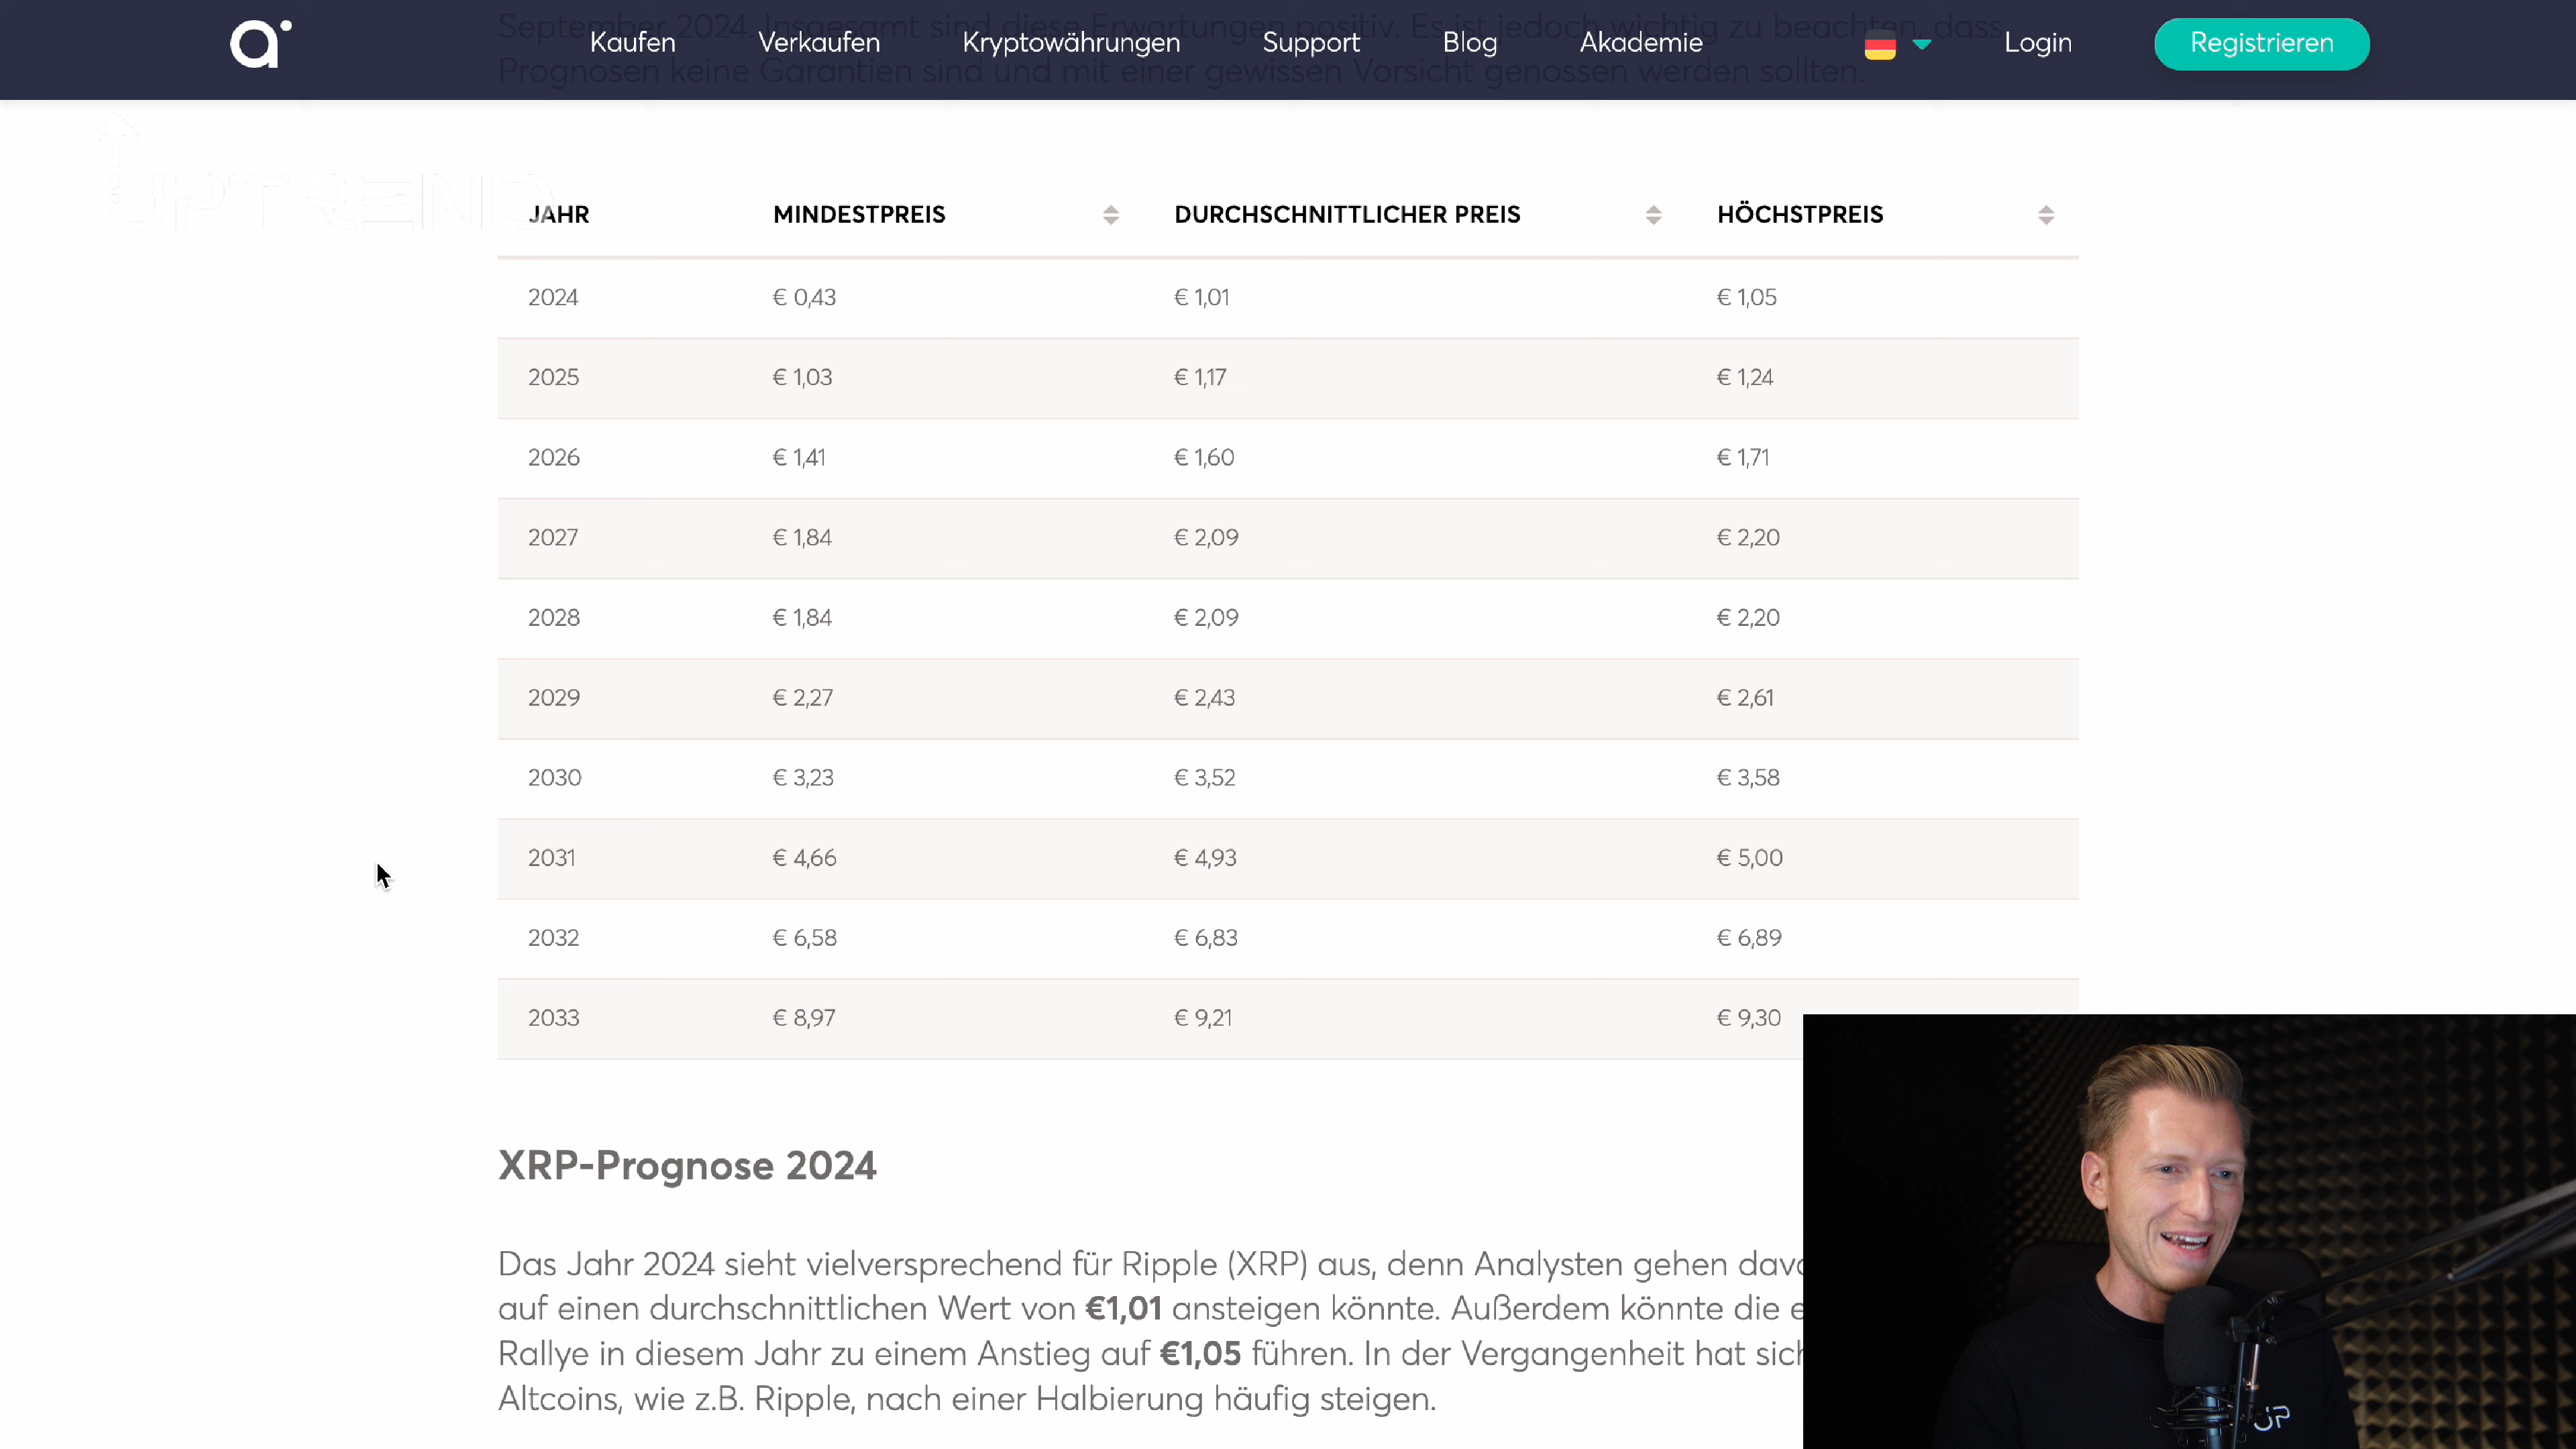 September 2024. Insgesamt sind diese Erwartungen positiv. Es ist jedoch wichtig zu beachten, dass
Kaufen Verkaufen Kryptowährungen Support Blog Akademie Login Registrieren
Prognosen keine Garantien sind und mit einer gewissen Vorsicht genossen werden sollten.
UPTREND
JAHR MINDESTPREIS DURCHSCHNITTLICHER PREIS HÖCHSTPREIS
2024 € 0,43 € 1,01 € 1,05
2025 € 1,03 € 1,17 € 1,24
2026 € 1,41 € 1,60 € 1,71
2027 € 1,84 € 2,09 € 2,20
2028 € 1,84 € 2,09 € 2,20
2029 € 2,27 € 2,43 € 2,61
2030 € 3,23 € 3,52 € 3,58
2031 € 4,66 € 4,93 € 5,00
2032 € 6,58 € 6,83 € 6,89
2033 € 8,97 € 9,21 € 9,30
XRP-Prognose 2024
Das Jahr 2024 sieht vielversprechend für Ripple (XRP) aus, denn Analysten gehen
auf einen durchschnittlichen Wert von €1,01 ansteigen könnte. Außerdem könnte die
Rallye in diesem Jahr zu einem Anstieg auf €1,05 führen. In der Vergangenheit hat
Altcoins, wie z.B. Ripple, nach einer Halbierung häufig steigen.
UP